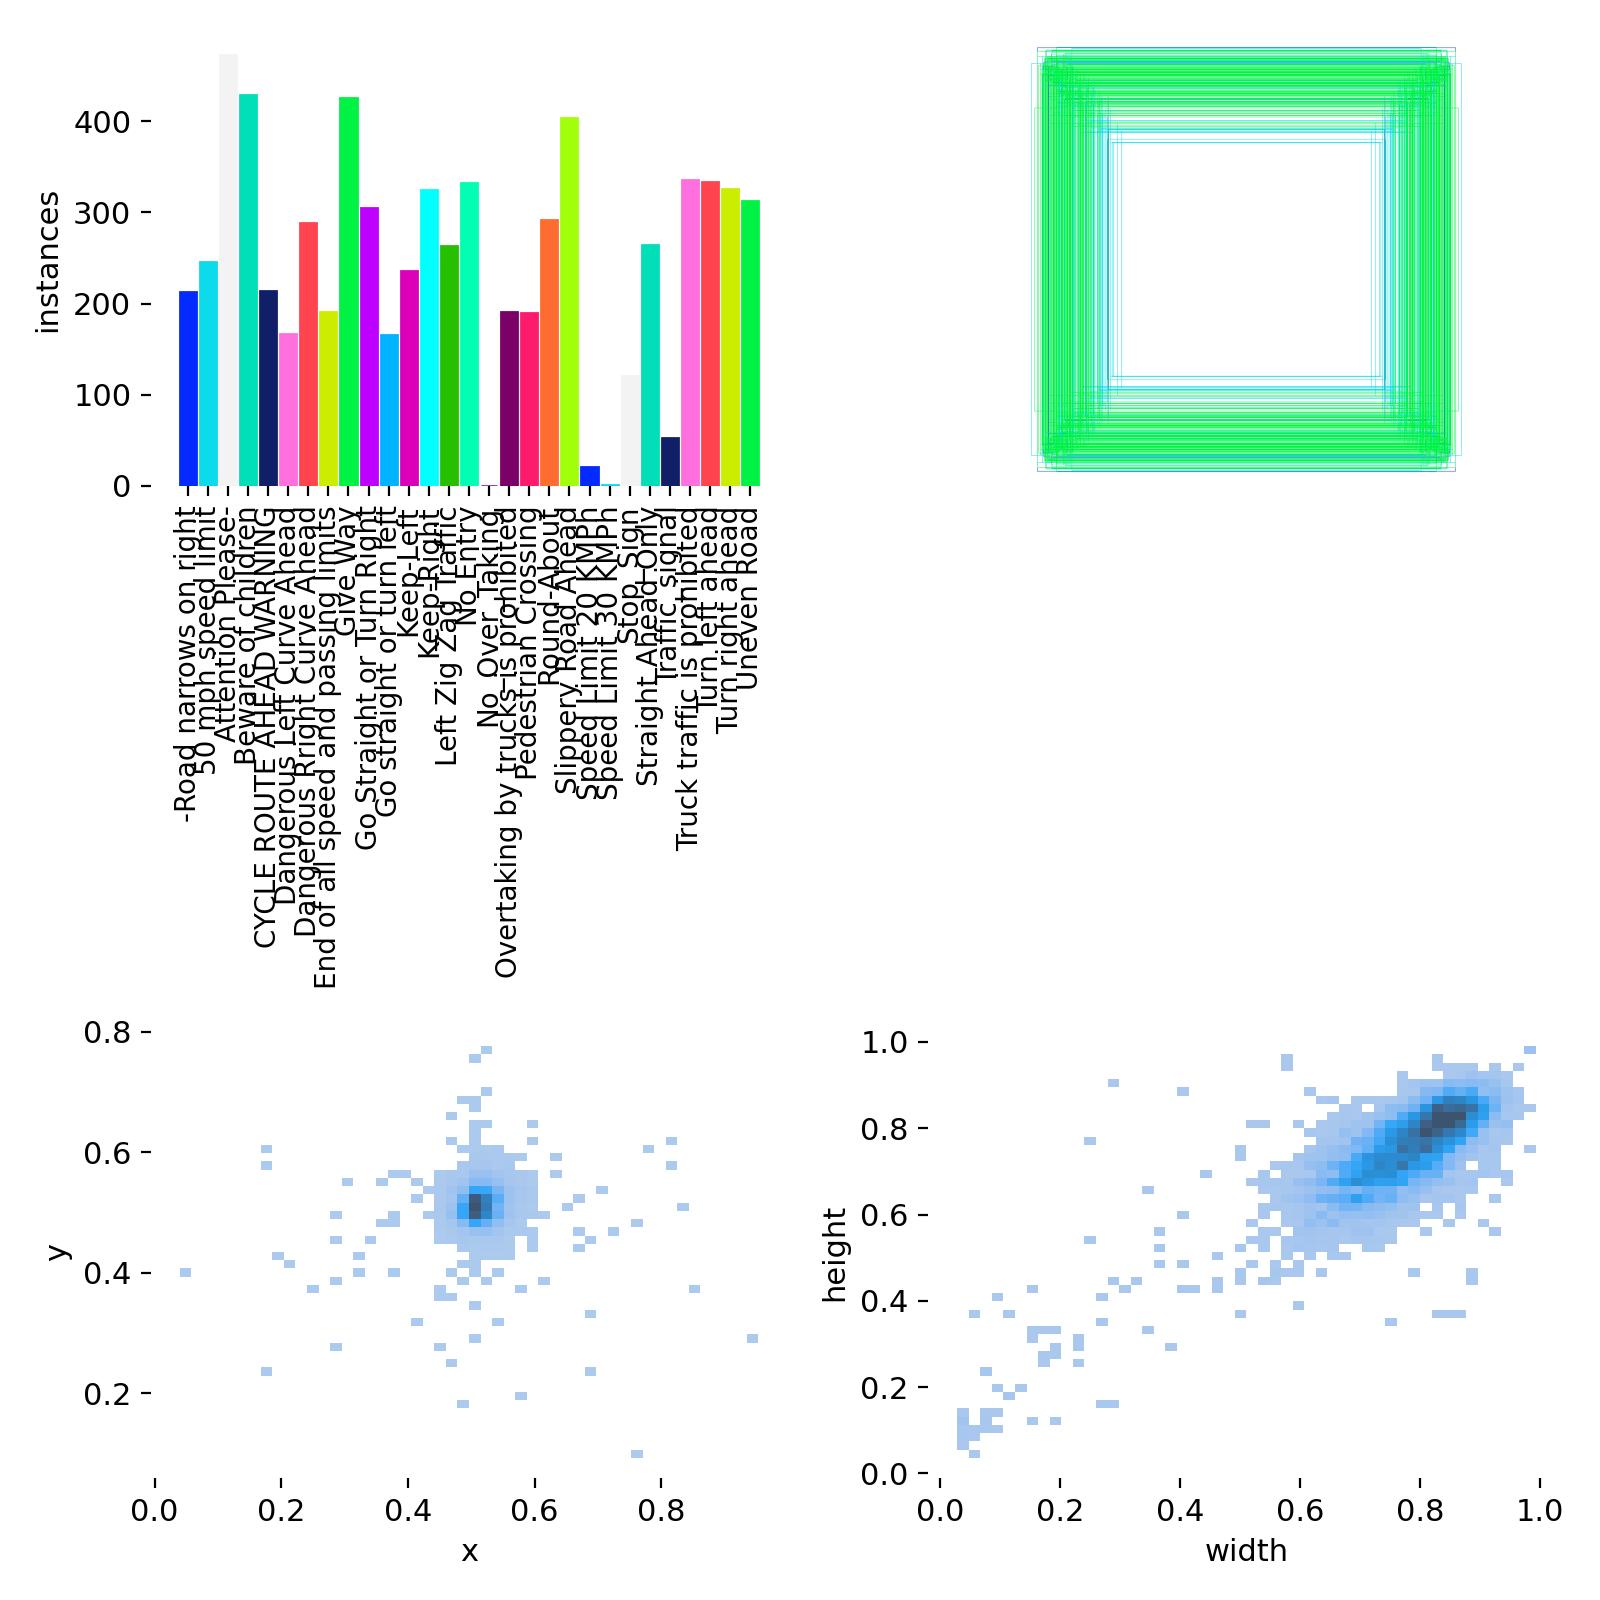 instances
400
300
200
100
0
-Road narrows on right
50 mph speed limit
Attention Please-
Beware of children
CYCLE ROUTE AHEAD WARNING
Dangerous Left Curve Ahead
Dangerous Rright Curve Ahead
End of all speed and passing limits
Give Way
Go Straight or Turn Right
Go straight or turn left
Keep-Left
Keep-Right
Left Zig Zag Traffic
No Entry
No_Over_Taking
Overtaking by trucks is prohibited
Pedestrian Crossing
Round-About
Slippery Road Ahead
Speed Limit 20 KMPh
Speed Limit 30 KMPh
Stop_Sign
Straight Ahead Only
Traffic_signal
Truck traffic is prohibited
Turn left ahead
Turn right ahead
Uneven Road
y
0.8
0.6
0.4
0.2
0.0 0.2 0.4 0.6 0.8
x
height
1.0
0.8
0.6
0.4
0.2
0.0
0.0 0.2 0.4 0.6 0.8 1.0
width